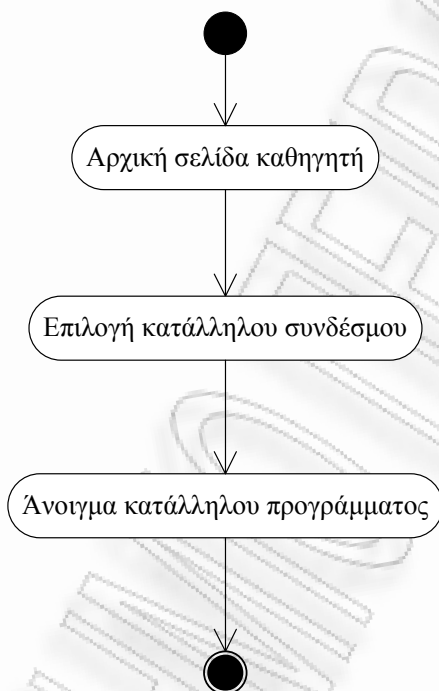 Αρχική σελίδα καθηγητή
Επιλογή κατάλληλου συνδέσμου
Άνοιγμα κατάλληλου προγράμματος